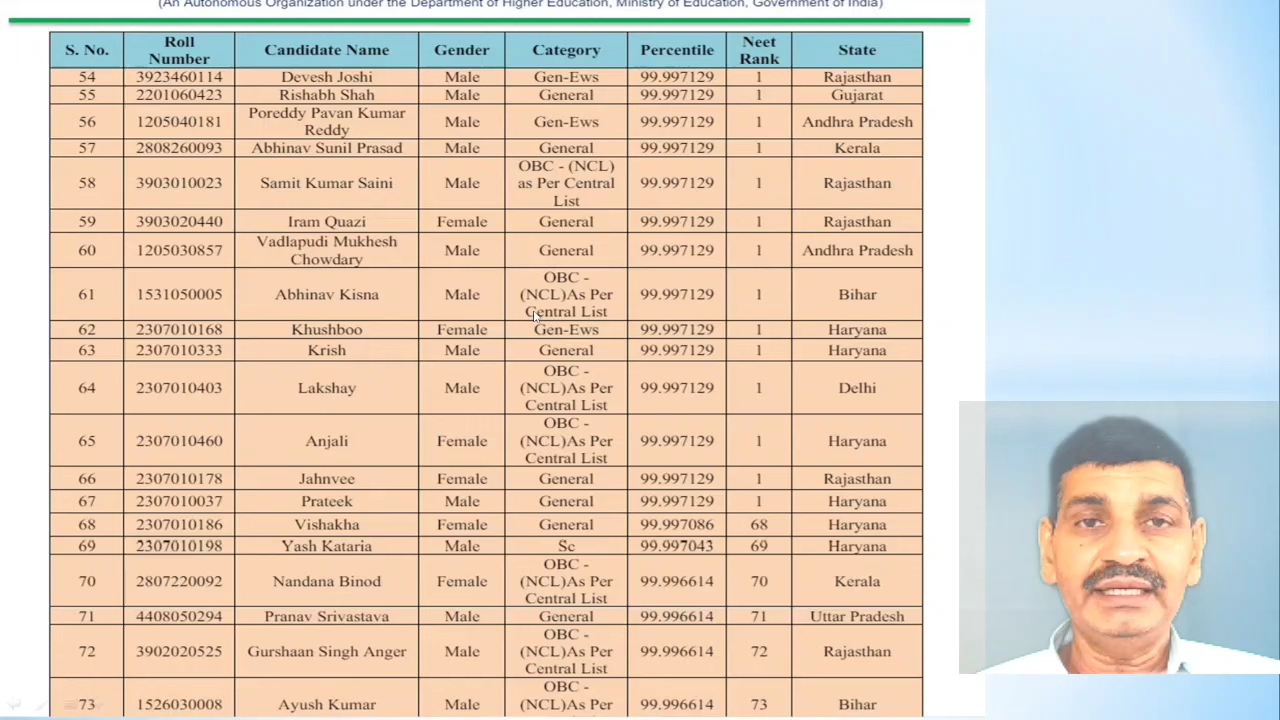 (An Autonomous Organization under the Department of Higher Education, Ministry of Education, Government of India)
S. No. Roll Number Candidate Name Gender Category Percentile Neet Rank State
54 3923460114 Devesh Joshi Male Gen-Ews 99.997129 1 Rajasthan
55 2201060423 Rishabh Shah Male General 99.997129 1 Gujarat
56 1205040181 Poreddy Pavan Kumar Reddy Male Gen-Ews 99.997129 1 Andhra Pradesh
57 2808260093 Abhinav Sunil Prasad Male General 99.997129 1 Kerala
58 3903010023 Samit Kumar Saini Male OBC - (NCL) as Per Central List 99.997129 1 Rajasthan
59 3903020440 Iram Quazi Female General 99.997129 1 Rajasthan
60 1205030857 Vadlapudi Mukhesh Chowdary Male General 99.997129 1 Andhra Pradesh
61 1531050005 Abhinav Kisna Male OBC - (NCL)As Per Central List 99.997129 1 Bihar
62 2307010168 Khushboo Female Gen-Ews 99.997129 1 Haryana
63 2307010333 Krish Male General 99.997129 1 Haryana
64 2307010403 Lakshay Male OBC - (NCL)As Per Central List 99.997129 1 Delhi
65 2307010460 Anjali Female OBC - (NCL)As Per Central List 99.997129 1 Haryana
66 2307010178 Jahnvee Female General 99.997129 1 Rajasthan
67 2307010037 Prateek Male General 99.997129 1 Haryana
68 2307010186 Vishakha Female General 99.997086 68 Haryana
69 2307010198 Yash Kataria Male Sc 99.997043 69 Haryana
70 2807220092 Nandana Binod Female OBC - (NCL)As Per Central List 99.996614 70 Kerala
71 4408050294 Pranav Srivastava Male General 99.996614 71 Uttar Pradesh
72 3902020525 Gurshaan Singh Anger Male OBC - (NCL)As Per Central List 99.996614 72 Rajasthan
73 1526030008 Ayush Kumar Male OBC - (NCL)As Per 99.996614 73 Bihar